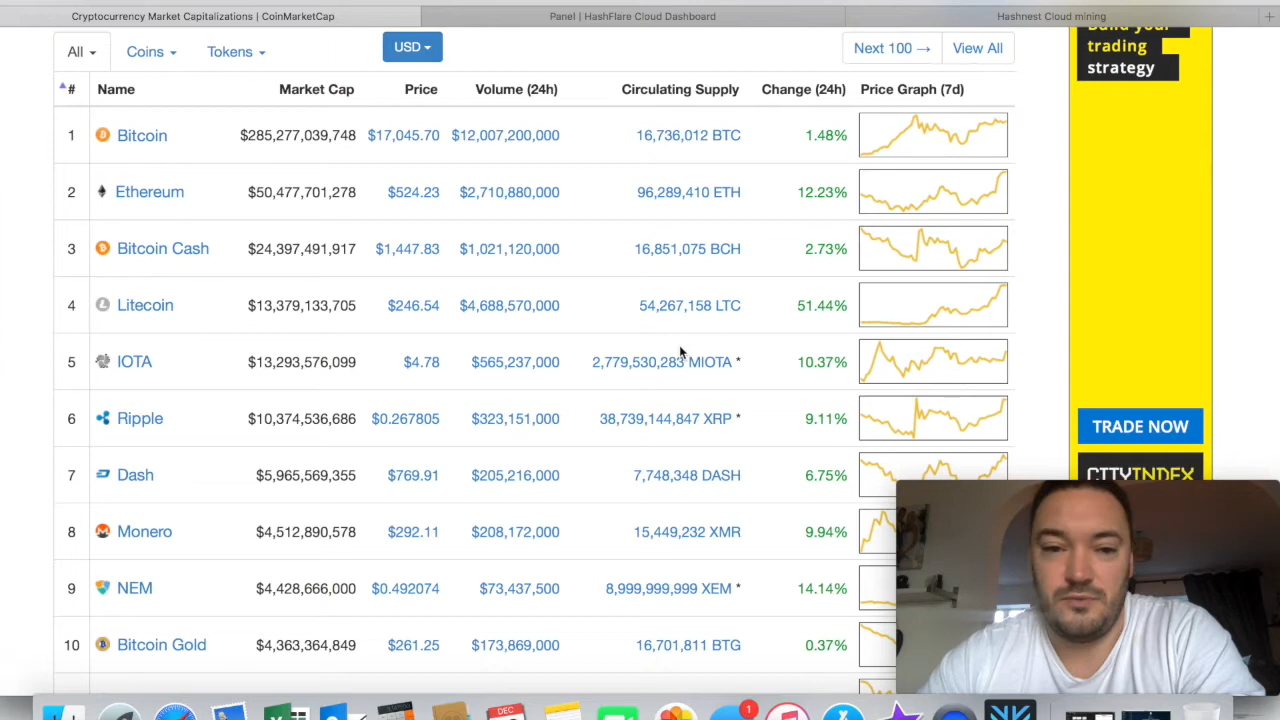 Cryptocurrency Market Capitalizations | CoinMarketCap Panel | HashFlare Cloud Dashboard Hashnest Cloud mining
Build your
trading
strategy
All Coins Tokens USD Next 100 → View All
# Name Market Cap Price Volume (24h) Circulating Supply Change (24h) Price Graph (7d)
1 Bitcoin $285,277,039,748 $17,045.70 $12,007,200,000 16,736,012 BTC 1.48%
2 Ethereum $50,477,701,278 $524.23 $2,710,880,000 96,289,410 ETH 12.23%
3 Bitcoin Cash $24,397,491,917 $1,447.83 $1,021,120,000 16,851,075 BCH 2.73%
4 Litecoin $13,379,133,705 $246.54 $4,688,570,000 54,267,158 LTC 51.44%
5 IOTA $13,293,576,099 $4.78 $565,237,000 2,779,530,283 MIOTA * 10.37%
6 Ripple $10,374,536,686 $0.267805 $323,151,000 38,739,144,847 XRP * 9.11%
TRADE NOW
7 Dash $5,965,569,355 $769.91 $205,216,000 7,748,348 DASH 6.75%
CITYINDEX
8 Monero $4,512,890,578 $292.11 $208,172,000 15,449,232 XMR 9.94%
9 NEM $4,428,666,000 $0.492074 $73,437,500 8,999,999,999 XEM * 14.14%
10 Bitcoin Gold $4,363,364,849 $261.25 $173,869,000 16,701,811 BTG 0.37%
DEC
1